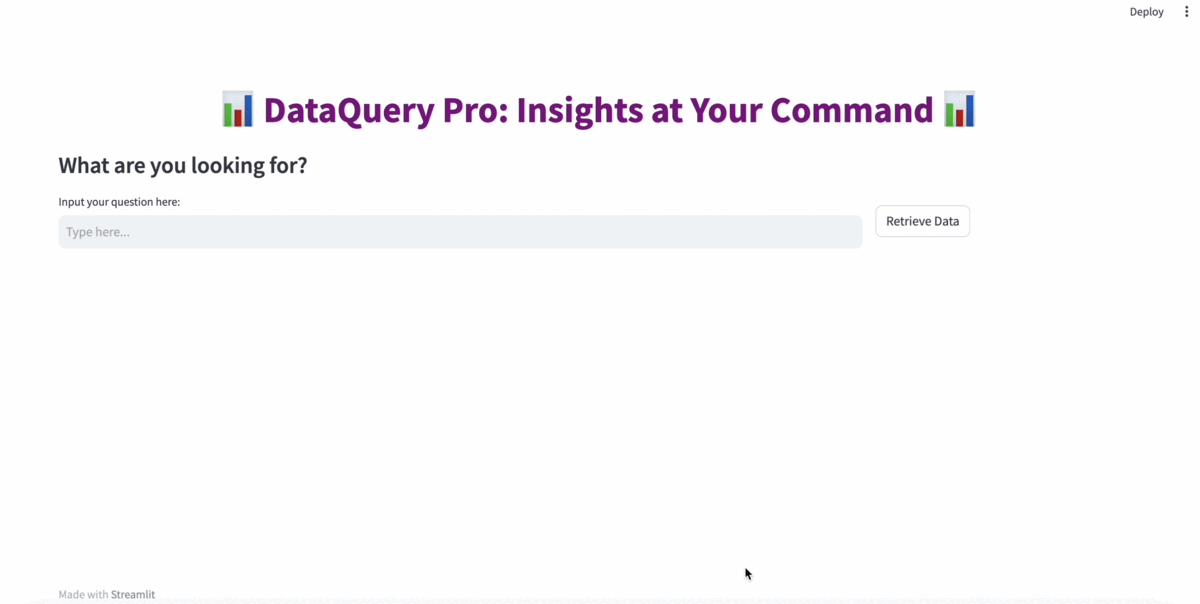 Deploy
DataQuery Pro: Insights at Your Command
What are you looking for?
Input your question here:
Type here...
Retrieve Data
Made with Streamlit